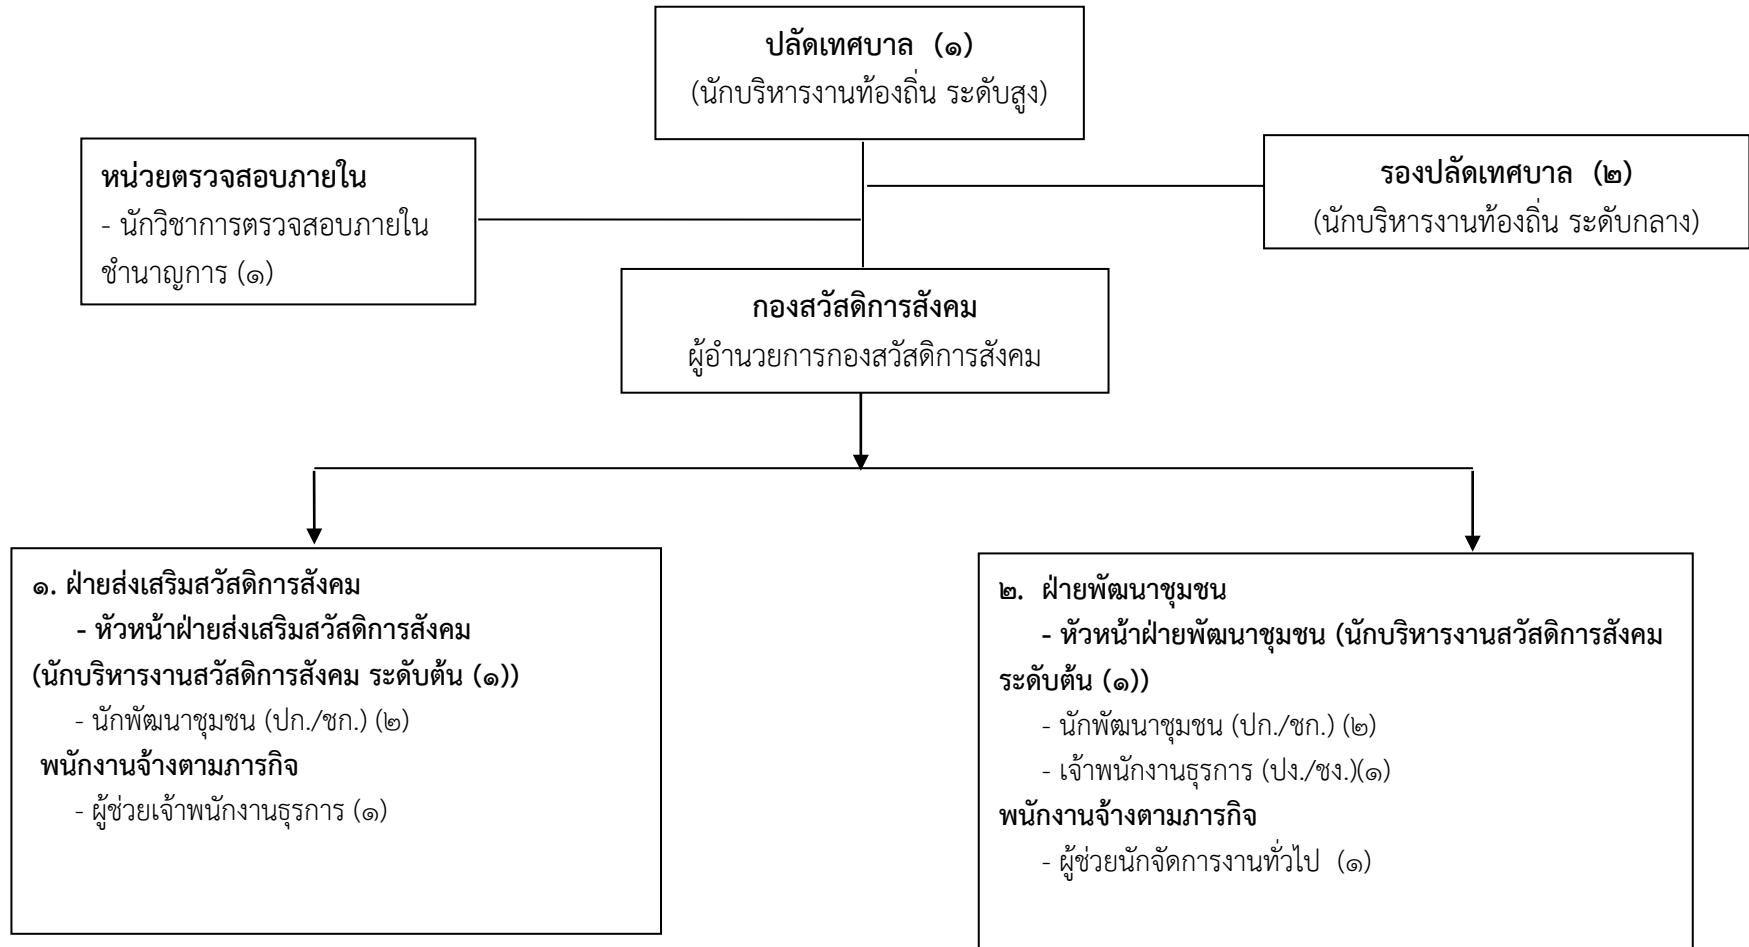 ปลัดเทศบาล (๑)
(นักบริหารงานท้องถิ่น ระดับสูง)
หน่วยตรวจสอบภายใน
- นักวิชาการตรวจสอบภายใน
ชำนาญการ (๑)
รองปลัดเทศบาล (๒)
(นักบริหารงานท้องถิ่น ระดับกลาง)
กองสวัสดิการสังคม
ผู้อำนวยการกองสวัสดิการสังคม
๑. ฝ่ายส่งเสริมสวัสดิการสังคม
- หัวหน้าฝ่ายส่งเสริมสวัสดิการสังคม
(นักบริหารงานสวัสดิการสังคม ระดับต้น (๑))
- นักพัฒนาชุมชน (ปก./ชก.) (๒)
พนักงานจ้างตามภารกิจ
- ผู้ช่วยเจ้าพนักงานธุรการ (๑)
๒. ฝ่ายพัฒนาชุมชน
- หัวหน้าฝ่ายพัฒนาชุมชน (นักบริหารงานสวัสดิการสังคม
ระดับต้น (๑))
- นักพัฒนาชุมชน (ปก./ชก.) (๒)
- เจ้าพนักงานธุรการ (ปง./ชง.)(๑)
พนักงานจ้างตามภารกิจ
- ผู้ช่วยนักจัดการงานทั่วไป (๑)